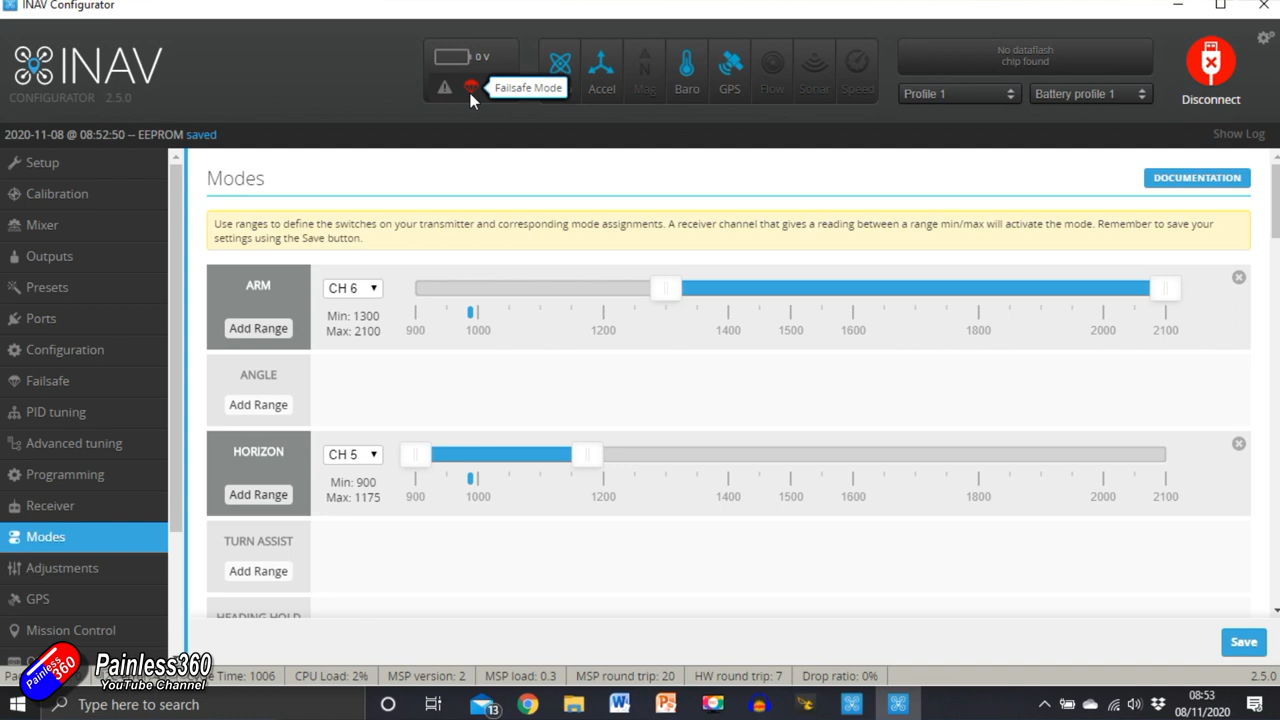 INAV Configurator
INAV
CONFIGURATOR 2.5.0
0 V
Failsafe Mode
Accel
Mag
Baro
GPS
Flow
Sonar
Speed
No dataflash
chip found
Profile 1
Battery profile 1
Disconnect
2020-11-08 @ 08:52:50 -- EEPROM saved
Show Log
Setup
Calibration
Mixer
Outputs
Presets
Ports
Configuration
Failsafe
PID tuning
Advanced tuning
Programming
Receiver
Modes
Adjustments
GPS
Mission Control
Modes
DOCUMENTATION
Use ranges to define the switches on your transmitter and corresponding mode assignments. A receiver channel that gives a reading between a range min/max will activate the mode. Remember to save your
settings using the Save button.
ARM
Add Range
CH 6
Min: 1300
Max: 2100
900 1000 1200 1400 1500 1600 1800 2000 2100
ANGLE
Add Range
HORIZON
Add Range
CH 5
Min: 900
Max: 1175
900 1000 1200 1400 1500 1600 1800 2000 2100
TURN ASSIST
Add Range
HEADING HOLD
Save
Painless360
YouTube Channel
Painless
360
e Time: 1006 CPU Load: 2% MSP version: 2 MSP load: 0.3 MSP round trip: 20 HW round trip: 7 Drop ratio: 0% 2.5.0
Type here to search
13
08:53
08/11/2020